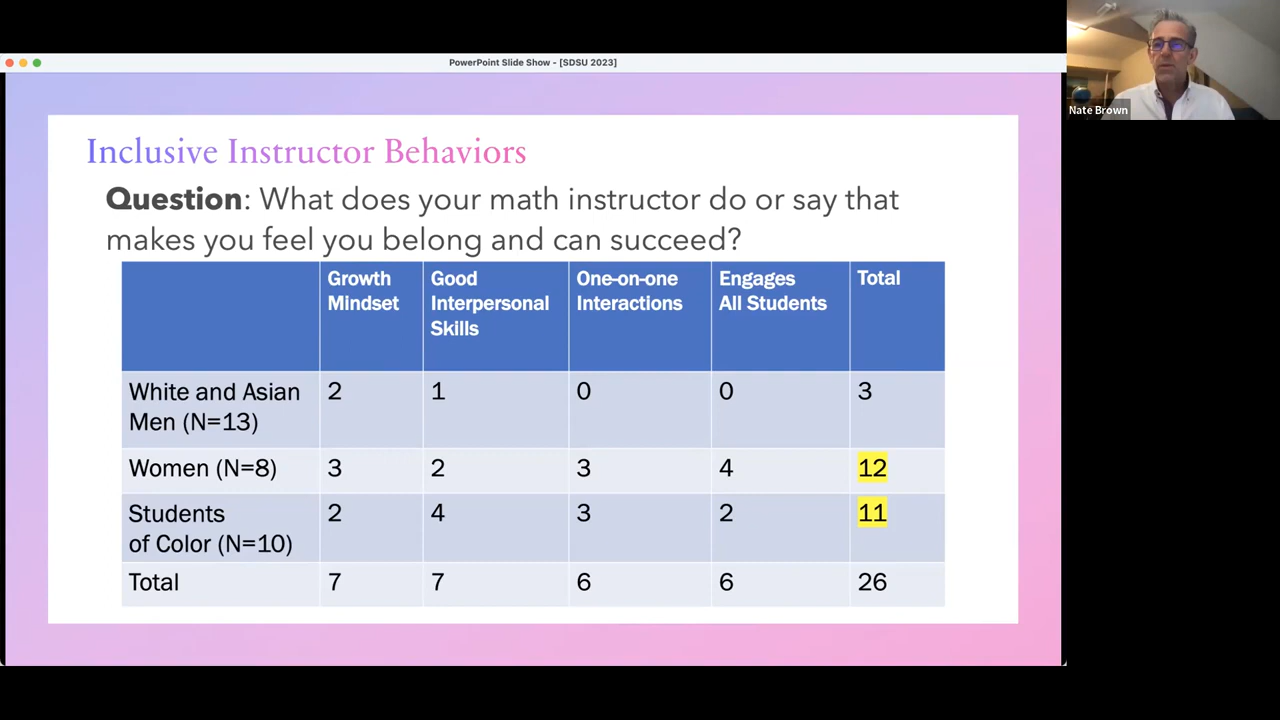 PowerPoint Slide Show - [SDSU 2023]
Nate Brown
Inclusive Instructor Behaviors
Question: What does your math instructor do or say that
makes you feel you belong and can succeed?
Growth Mindset
Good Interpersonal Skills
One-on-one Interactions
Engages All Students
Total
White and Asian Men (N=13) 2 1 0 0 3
Women (N=8) 3 2 3 4 12
Students of Color (N=10) 2 4 3 2 11
Total 7 7 6 6 26